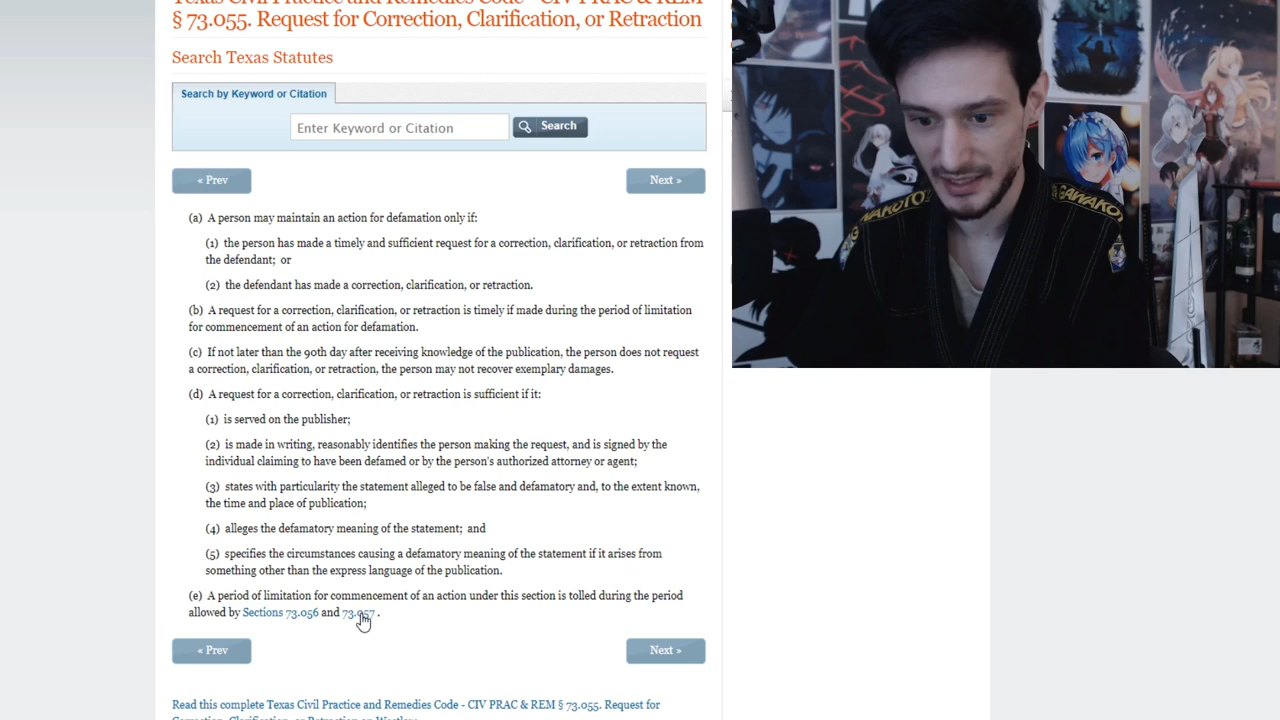 Texas Civil Practice and Remedies Code - CIV PRAC & REM
§ 73.055. Request for Correction, Clarification, or Retraction
Search Texas Statutes
Search by Keyword or Citation
Enter Keyword or Citation
Search
« Prev
Next »
(a) A person may maintain an action for defamation only if:
(1) the person has made a timely and sufficient request for a correction, clarification, or retraction from
the defendant; or
(2) the defendant has made a correction, clarification, or retraction.
(b) A request for a correction, clarification, or retraction is timely if made during the period of limitation
for commencement of an action for defamation.
(c) If not later than the 90th day after receiving knowledge of the publication, the person does not request
a correction, clarification, or retraction, the person may not recover exemplary damages.
(d) A request for a correction, clarification, or retraction is sufficient if it:
(1) is served on the publisher;
(2) is made in writing, reasonably identifies the person making the request, and is signed by the
individual claiming to have been defamed or by the person's authorized attorney or agent;
(3) states with particularity the statement alleged to be false and defamatory and, to the extent known,
the time and place of publication;
(4) alleges the defamatory meaning of the statement; and
(5) specifies the circumstances causing a defamatory meaning of the statement if it arises from
something other than the express language of the publication.
(e) A period of limitation for commencement of an action under this section is tolled during the period
allowed by Sections 73.056 and 73.057 .
« Prev
Next »
Read this complete Texas Civil Practice and Remedies Code - CIV PRAC & REM § 73.055. Request for
Correction, Clarification, or Retraction on Westlaw